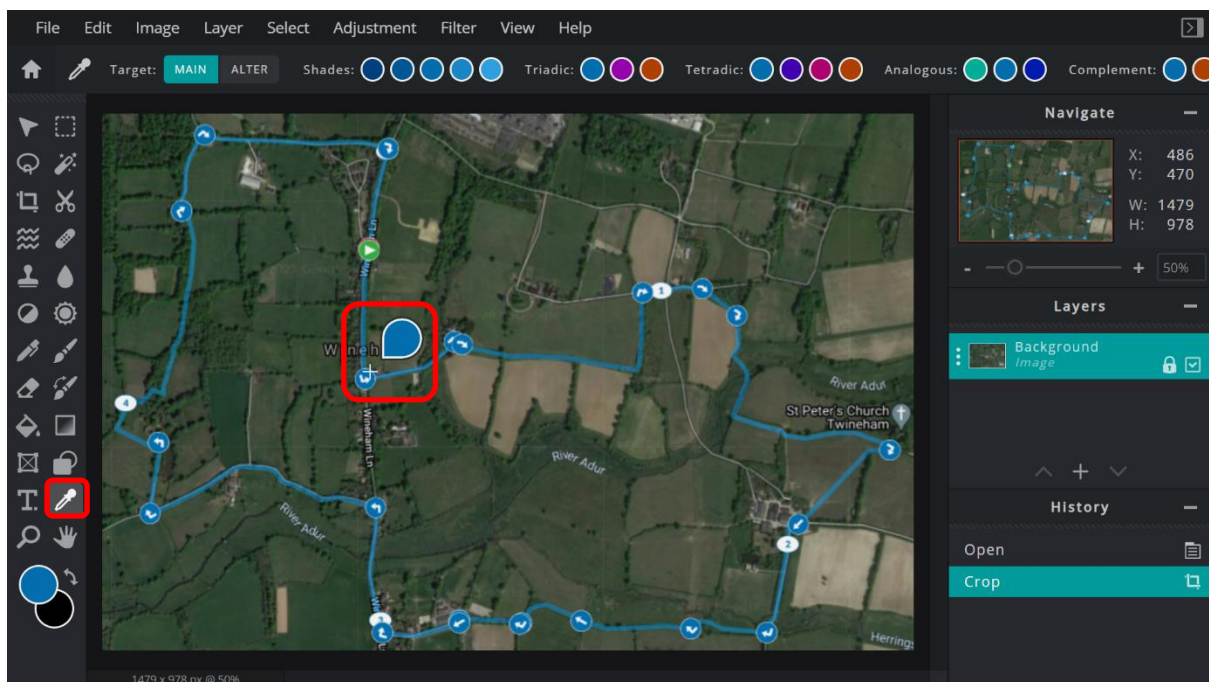 File Edit Image Layer Select Adjustment Filter View Help
Target: MAIN ALTER Shades: Triadic: Tetradic: Analogous: Complement:
Navigate
X: 486
Y: 470
W: 1479
H: 978
- + 50%
Layers
Background
Image
History
Open
Crop
1
River Adur
St Peter's Church
Twineham
4
Wineham Ln
River Adur
River Adur
2
3
Herrings
T
1479 x 978 px @ 50%